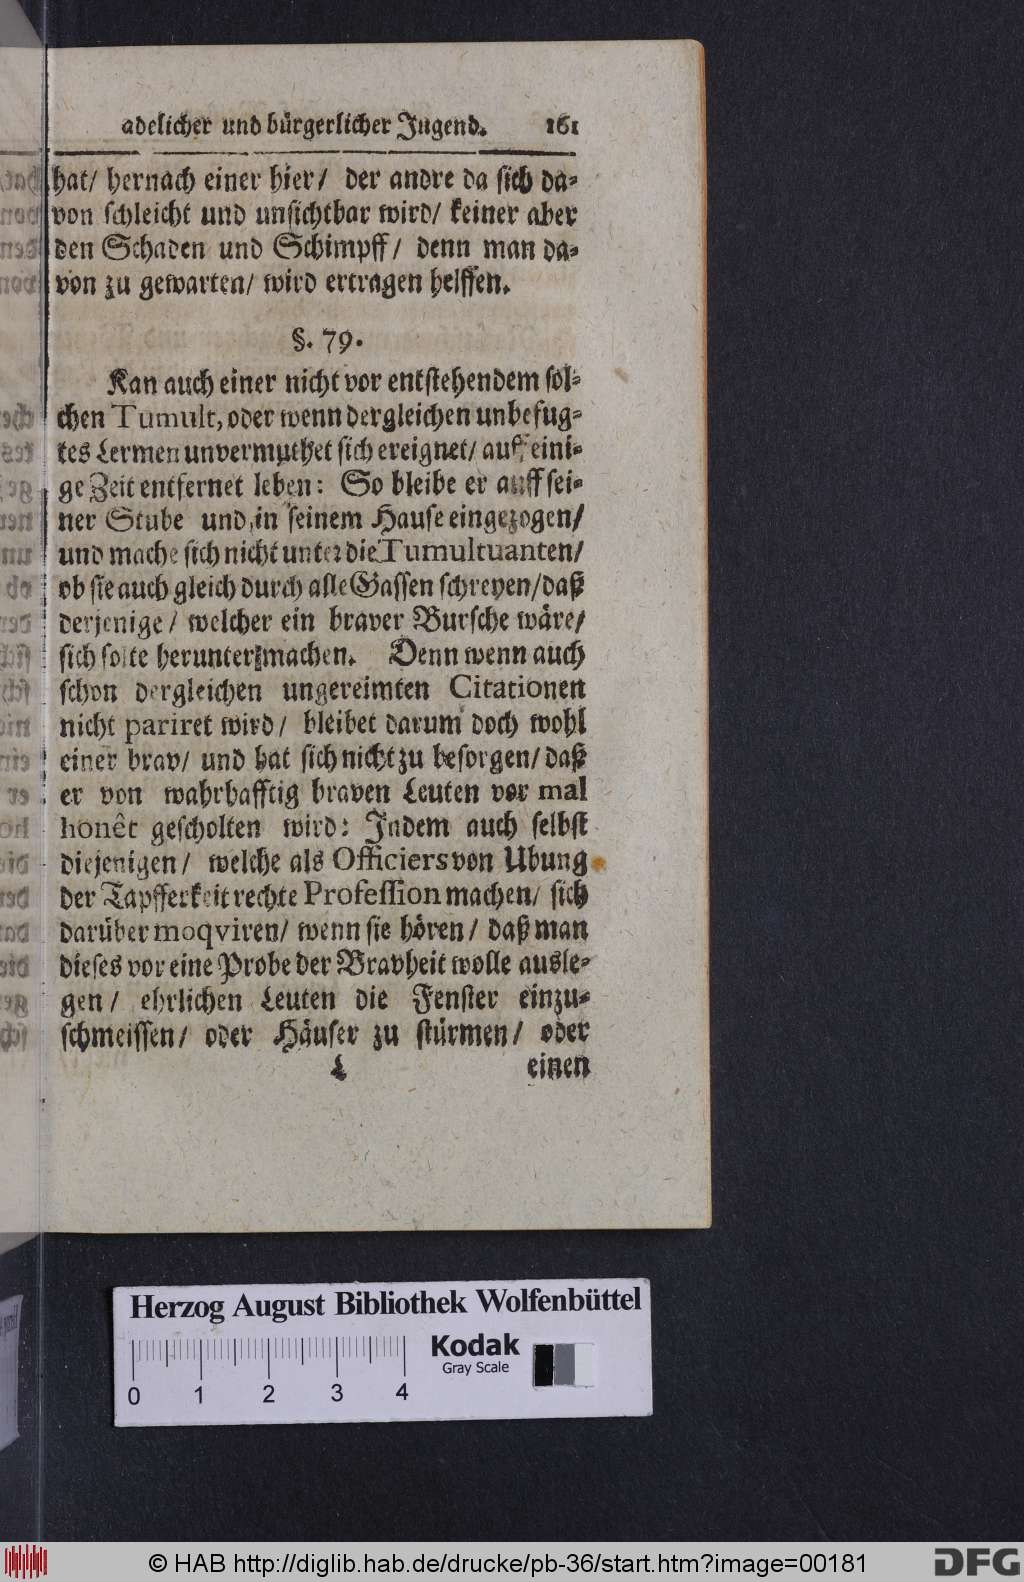 adelicher und bürgerlicher Jugend. 161
hat/ hernach einer hier/ der andre da sich da-
von schleicht und unsichtbar wird/ keiner aber
den Schaden und Schimpff/ denn man da-
von zu gewarten/ wird ertragen helffen.
§. 79.
Kan auch einer nicht vor entstehendem sol-
chen Tumult, oder wenn dergleichen unbefug-
tes Lermen unvermuthet sich ereignet/ auff eini-
ge Zeit entfernet leben: So bleibe er auff sei-
ner Stube und in seinem Hause eingezogen/
und mache sich nicht unter die Tumultuanten/
ob sie auch gleich durch alle Gassen schreyen/ daß
derjenige/ welcher ein braver Bursche wäre/
sich solte herunter machen. Denn wenn auch
schon dergleichen ungereimten Citationen
nicht pariret wird/ bleibet darum doch wohl
einer brav/ und hat sich nicht zu besorgen/ daß
er von wahrhafftig braven Leuten vor mal
honêt gescholten wird: Indem auch selbst
diejenigen/ welche als Officiers von Ubung
der Tapfferkeit rechte Profession machen/ sich
darüber moqviren/ wenn sie hören/ daß man
dieses vor eine Probe der Bravheit wolle ausle-
gen/ ehrlichen Leuten die Fenster einzu-
schmeissen/ oder Häuser zu stürmen/ oder
L einen
Herzog August Bibliothek Wolfenbüttel
Kodak
Gray Scale
0 1 2 3 4
© HAB http://diglib.hab.de/drucke/pb-36/start.htm?image=00181
DFG